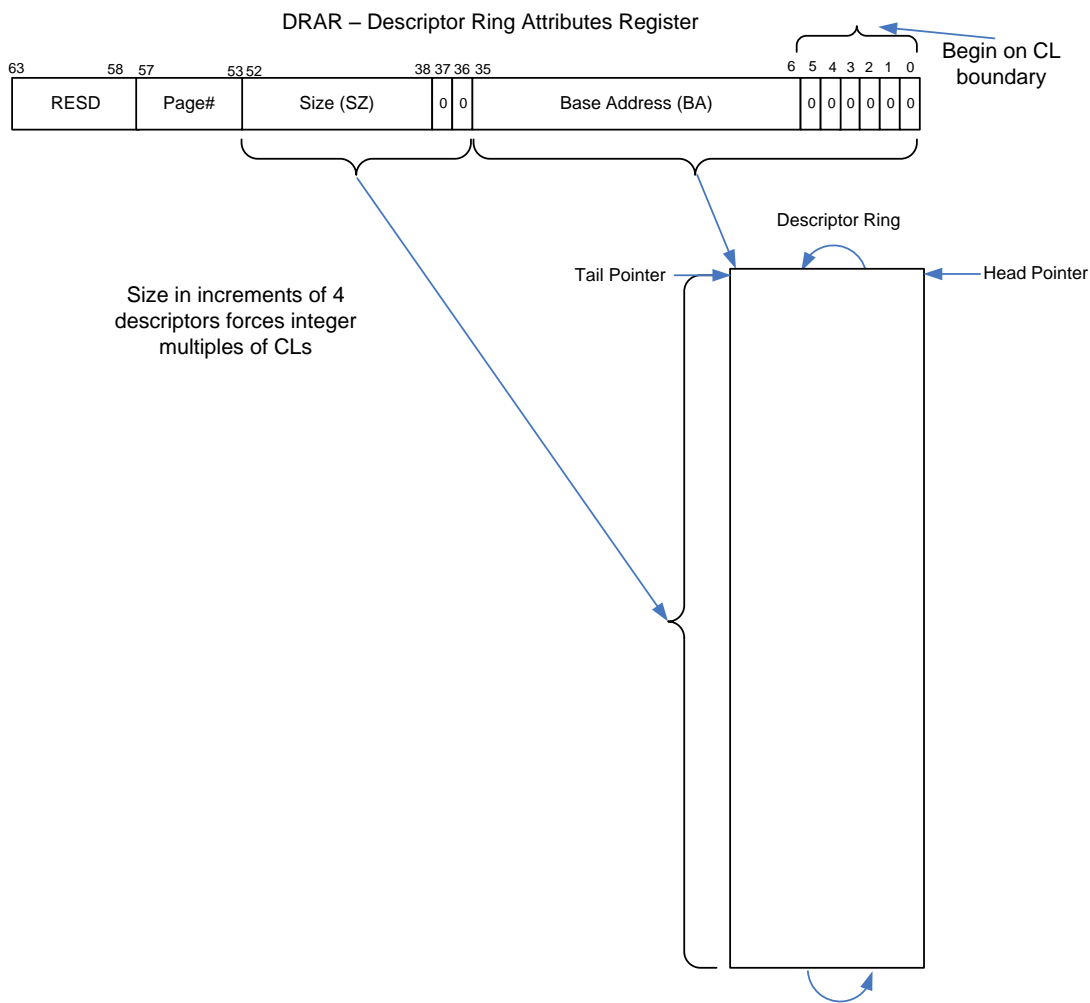 DRAR – Descriptor Ring Attributes Register
Begin on CL
boundary
63 58 57 53 52 38 37 36 35 6 5 4 3 2 1 0
RESD Page# Size (SZ) 0 0 Base Address (BA) 0 0 0 0 0 0
Descriptor Ring
Tail Pointer
Head Pointer
Size in increments of 4
descriptors forces integer
multiples of CLs